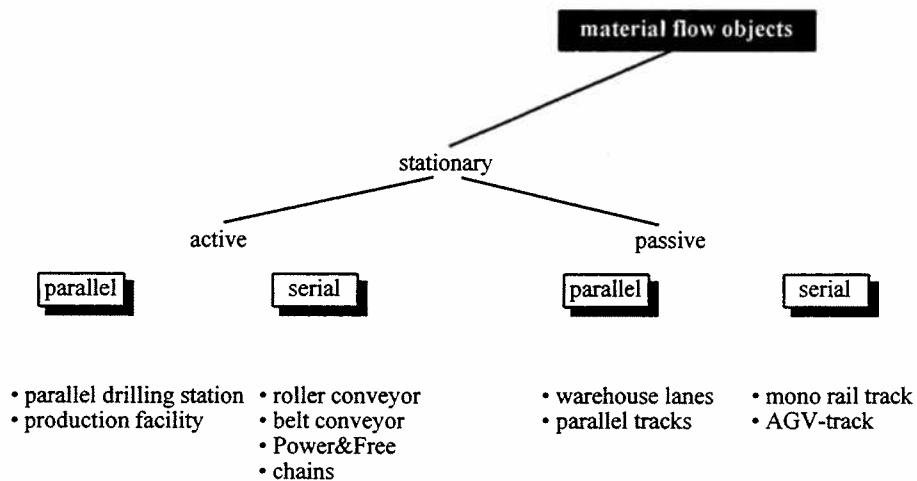 material flow objects
stationary
active
passive
parallel
serial
parallel
serial
• parallel drilling station
• production facility
• roller conveyor
• belt conveyor
• Power&Free
• chains
• warehouse lanes
• parallel tracks
• mono rail track
• AGV-track